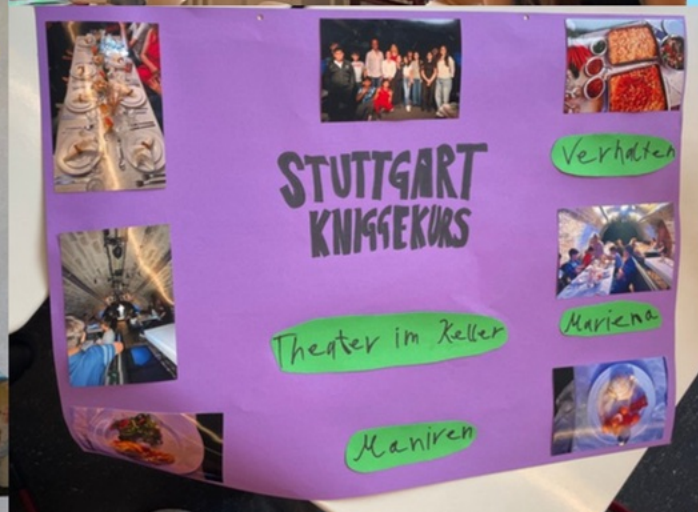 STUTTGART
KNIGGEKURS
Verhalten
Theater im Keller
Mariena
Maniren